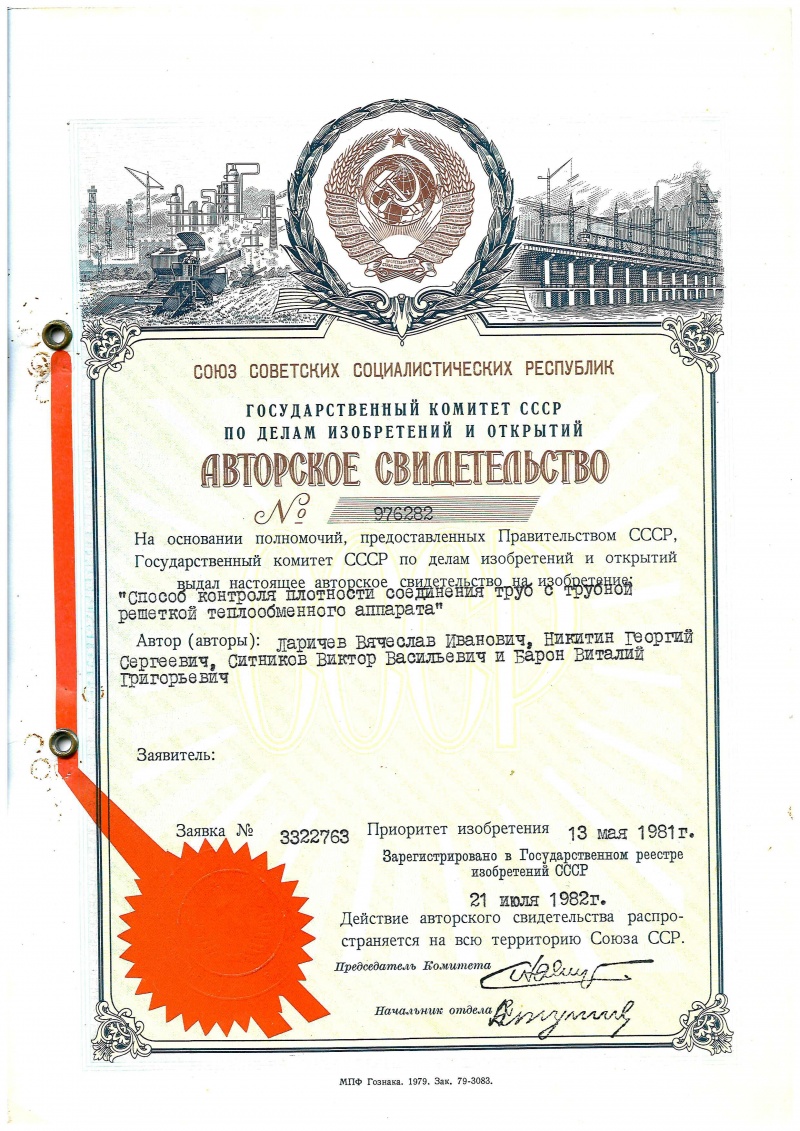 СОЮЗ СОВЕТСКИХ СОЦИАЛИСТИЧЕСКИХ РЕСПУБЛИК
ГОСУДАРСТВЕННЫЙ КОМИТЕТ СССР
ПО ДЕЛАМ ИЗОБРЕТЕНИЙ И ОТКРЫТИЙ
АВТОРСКОЕ СВИДЕТЕЛЬСТВО
№ 976282
На основании полномочий, предоставленных Правительством СССР,
Государственный комитет СССР по делам изобретений и открытий
выдал настоящее авторское свидетельство на изобретение:
"Способ контроля плотности соединения труб с трубной
решеткой теплообменного аппарата"
Автор (авторы): Ларичев Вячеслав Иванович, Никитин Георгий
Сергеевич, Ситников Виктор Васильевич и Барон Виталий
Григорьевич
СССР
Заявитель:
Заявка № 3322763 Приоритет изобретения 13 мая 1981г.
Зарегистрировано в Государственном реестре
изобретений СССР
21 июля 1982г.
Действие авторского свидетельства распро-
страняется на всю территорию Союза ССР.
Председатель Комитета
Начальник отдела
МПФ Гознака. 1979. Зак. 79-3083.